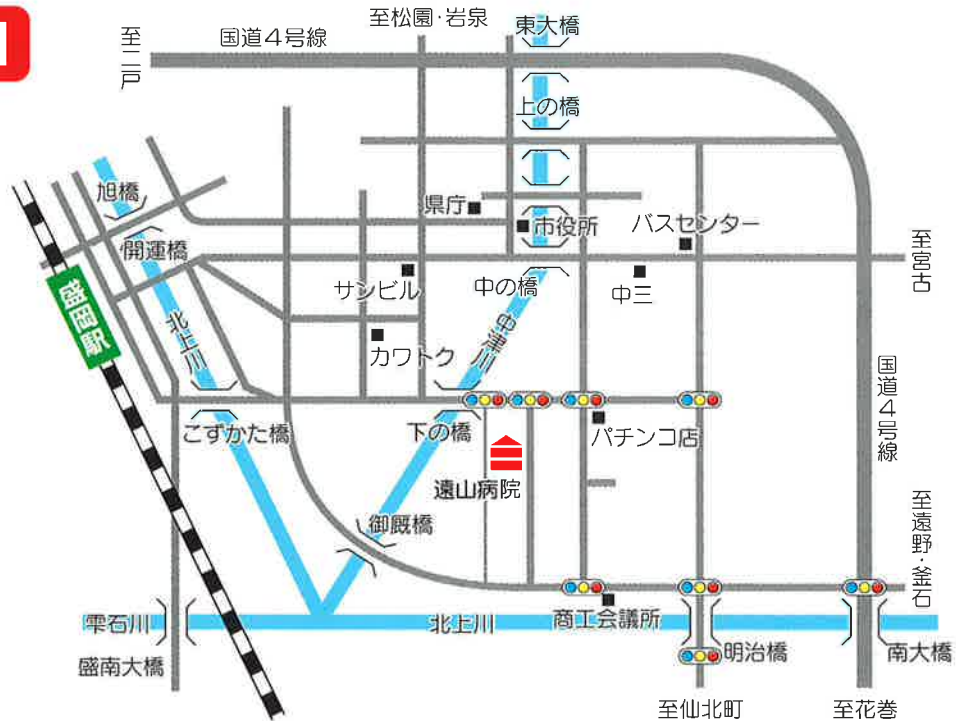 至松園・岩泉
東大橋
国道4号線
至二戸
上の橋
旭橋
県庁
市役所
バスセンター
開運橋
至宮古
サンビル
中の橋
中三
盛岡駅
北上川
中津川
カワトク
国道4号線
こずかた橋
下の橋
パチンコ店
遠山病院
御厩橋
至遠野・釜石
雫石川
北上川
商工会議所
盛南大橋
明治橋
南大橋
至仙北町
至花巻